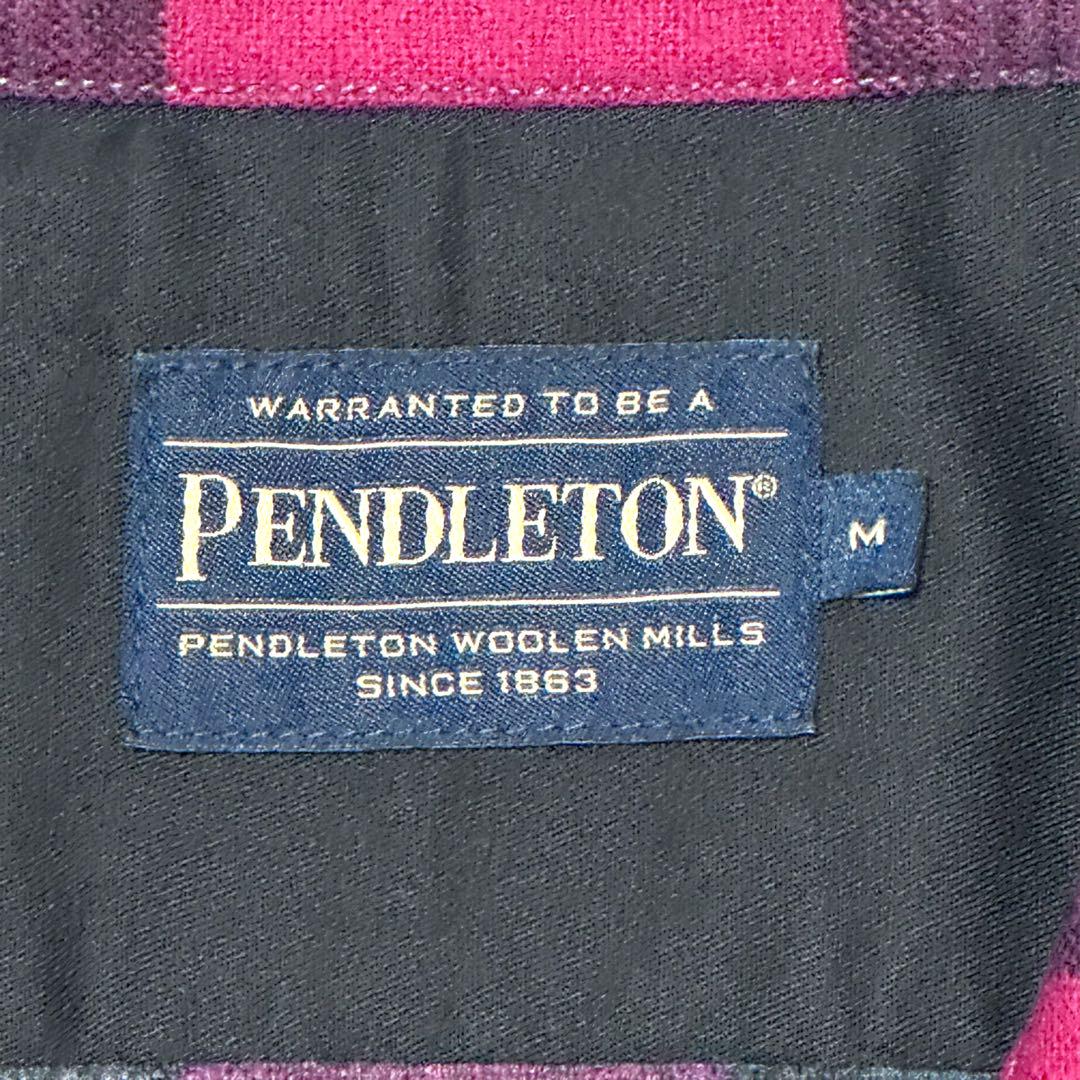 WARRANTED TO BE A
PENDLETON®
M
PENDLETON WOOLEN MILLS
SINCE 1863